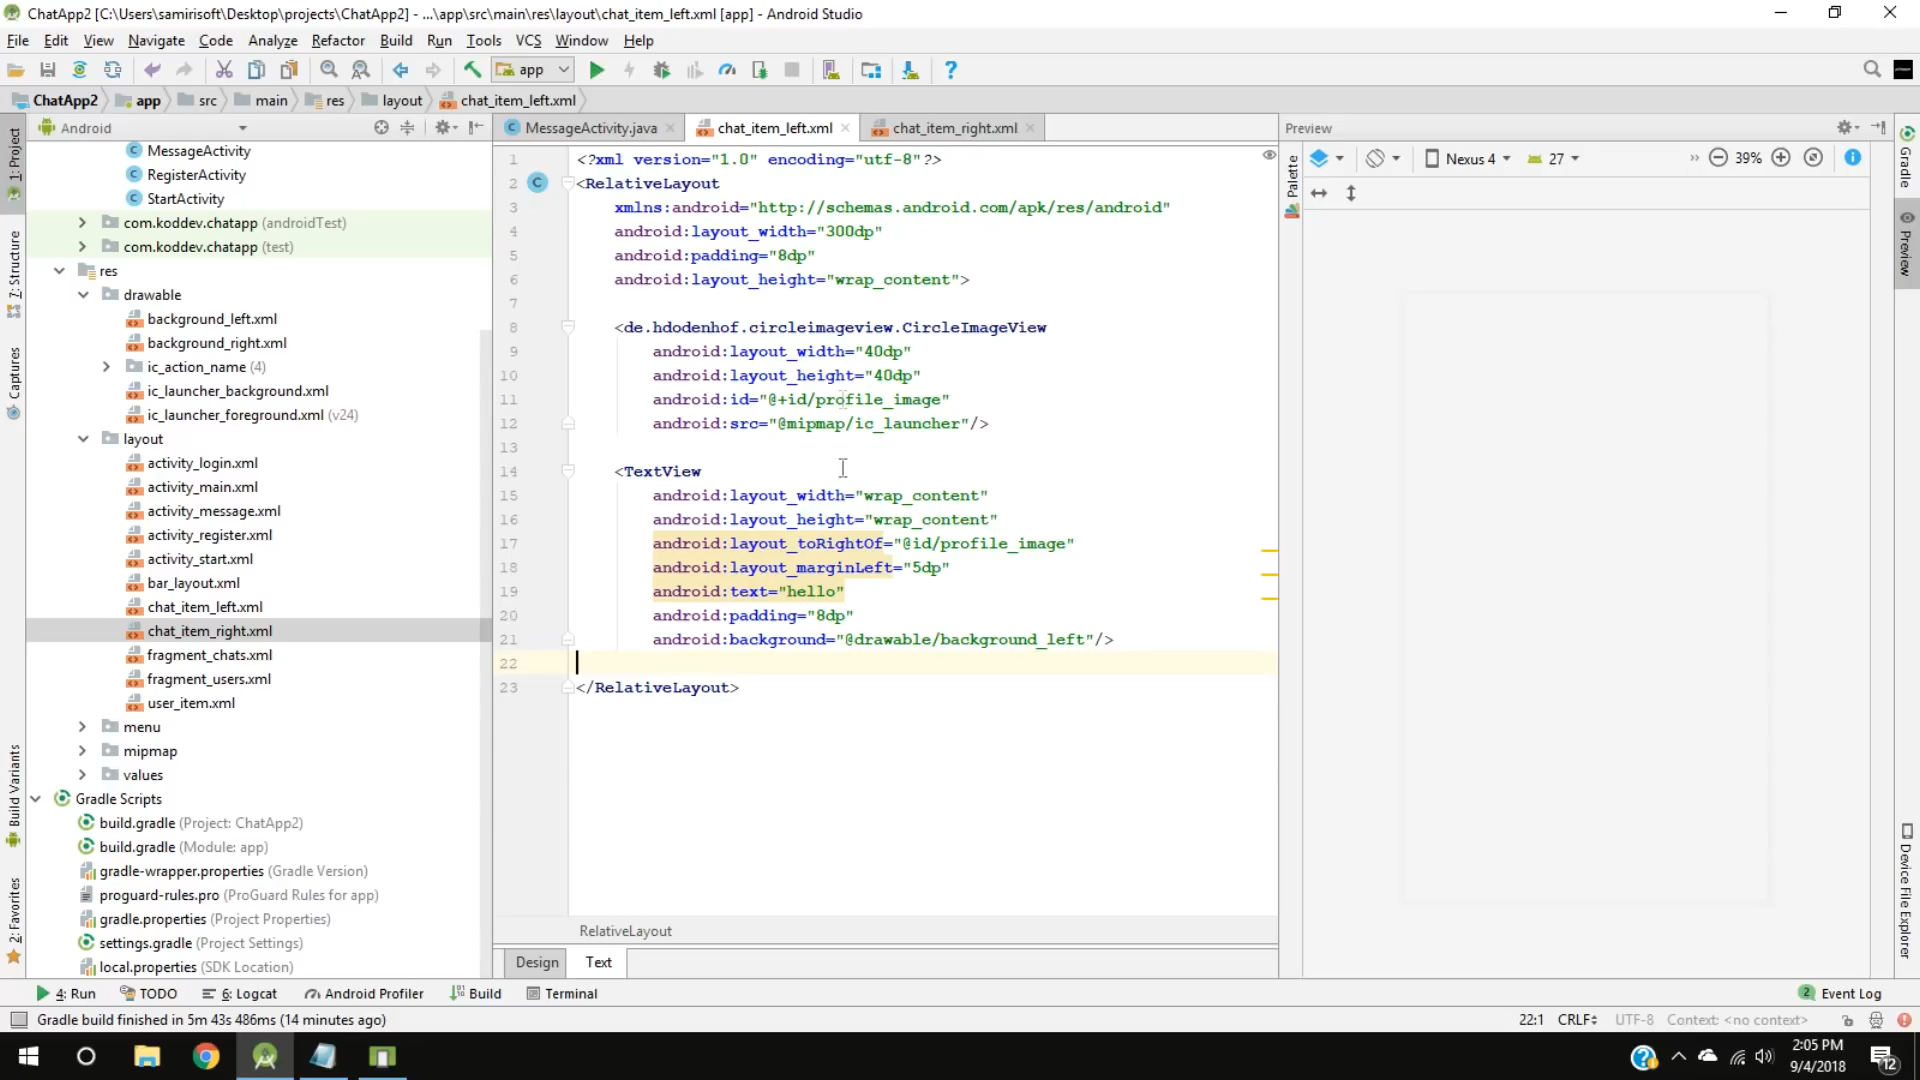 ChatApp2 [C:\Users\samirisoft\Desktop\projects\ChatApp2] - ...\app\src\main\res\layout\chat_item_left.xml [app] - Android Studio
File Edit View Navigate Code Analyze Refactor Build Run Tools VCS Window Help
app
ChatApp2 app src main res layout chat_item_left.xml
Android
MessageActivity.java chat_item_left.xml chat_item_right.xml
Preview
1: Project
7: Structure
Captures
Build Variants
2: Favorites
MessageActivity
RegisterActivity
StartActivity
com.koddev.chatapp (androidTest)
com.koddev.chatapp (test)
res
drawable
background_left.xml
background_right.xml
ic_action_name (4)
ic_launcher_background.xml
ic_launcher_foreground.xml (v24)
layout
activity_login.xml
activity_main.xml
activity_message.xml
activity_register.xml
activity_start.xml
bar_layout.xml
chat_item_left.xml
chat_item_right.xml
fragment_chats.xml
fragment_users.xml
user_item.xml
menu
mipmap
values
Gradle Scripts
build.gradle (Project: ChatApp2)
build.gradle (Module: app)
gradle-wrapper.properties (Gradle Version)
proguard-rules.pro (ProGuard Rules for app)
gradle.properties (Project Properties)
settings.gradle (Project Settings)
local.properties (SDK Location)
1 <?xml version="1.0" encoding="utf-8"?>
2 C <RelativeLayout
3 xmlns:android="http://schemas.android.com/apk/res/android"
4 android:layout_width="300dp"
5 android:padding="8dp"
6 android:layout_height="wrap_content">
7
8 <de.hdodenhof.circleimageview.CircleImageView
9 android:layout_width="40dp"
10 android:layout_height="40dp"
11 android:id="@+id/profile_image"
12 android:src="@mipmap/ic_launcher"/>
13
14 <TextView
15 android:layout_width="wrap_content"
16 android:layout_height="wrap_content"
17 android:layout_toRightOf="@id/profile_image"
18 android:layout_marginLeft="5dp"
19 android:text="hello"
20 android:padding="8dp"
21 android:background="@drawable/background_left"/>
22
23 </RelativeLayout>
RelativeLayout
Design Text
Palette
Nexus 4 27 39%
Gradle
Preview
Device File Explorer
4: Run TODO 6: Logcat Android Profiler Build Terminal 2 Event Log
Gradle build finished in 5m 43s 486ms (14 minutes ago) 22:1 CRLF UTF-8 Context: <no context>
2:05 PM
9/4/2018
12